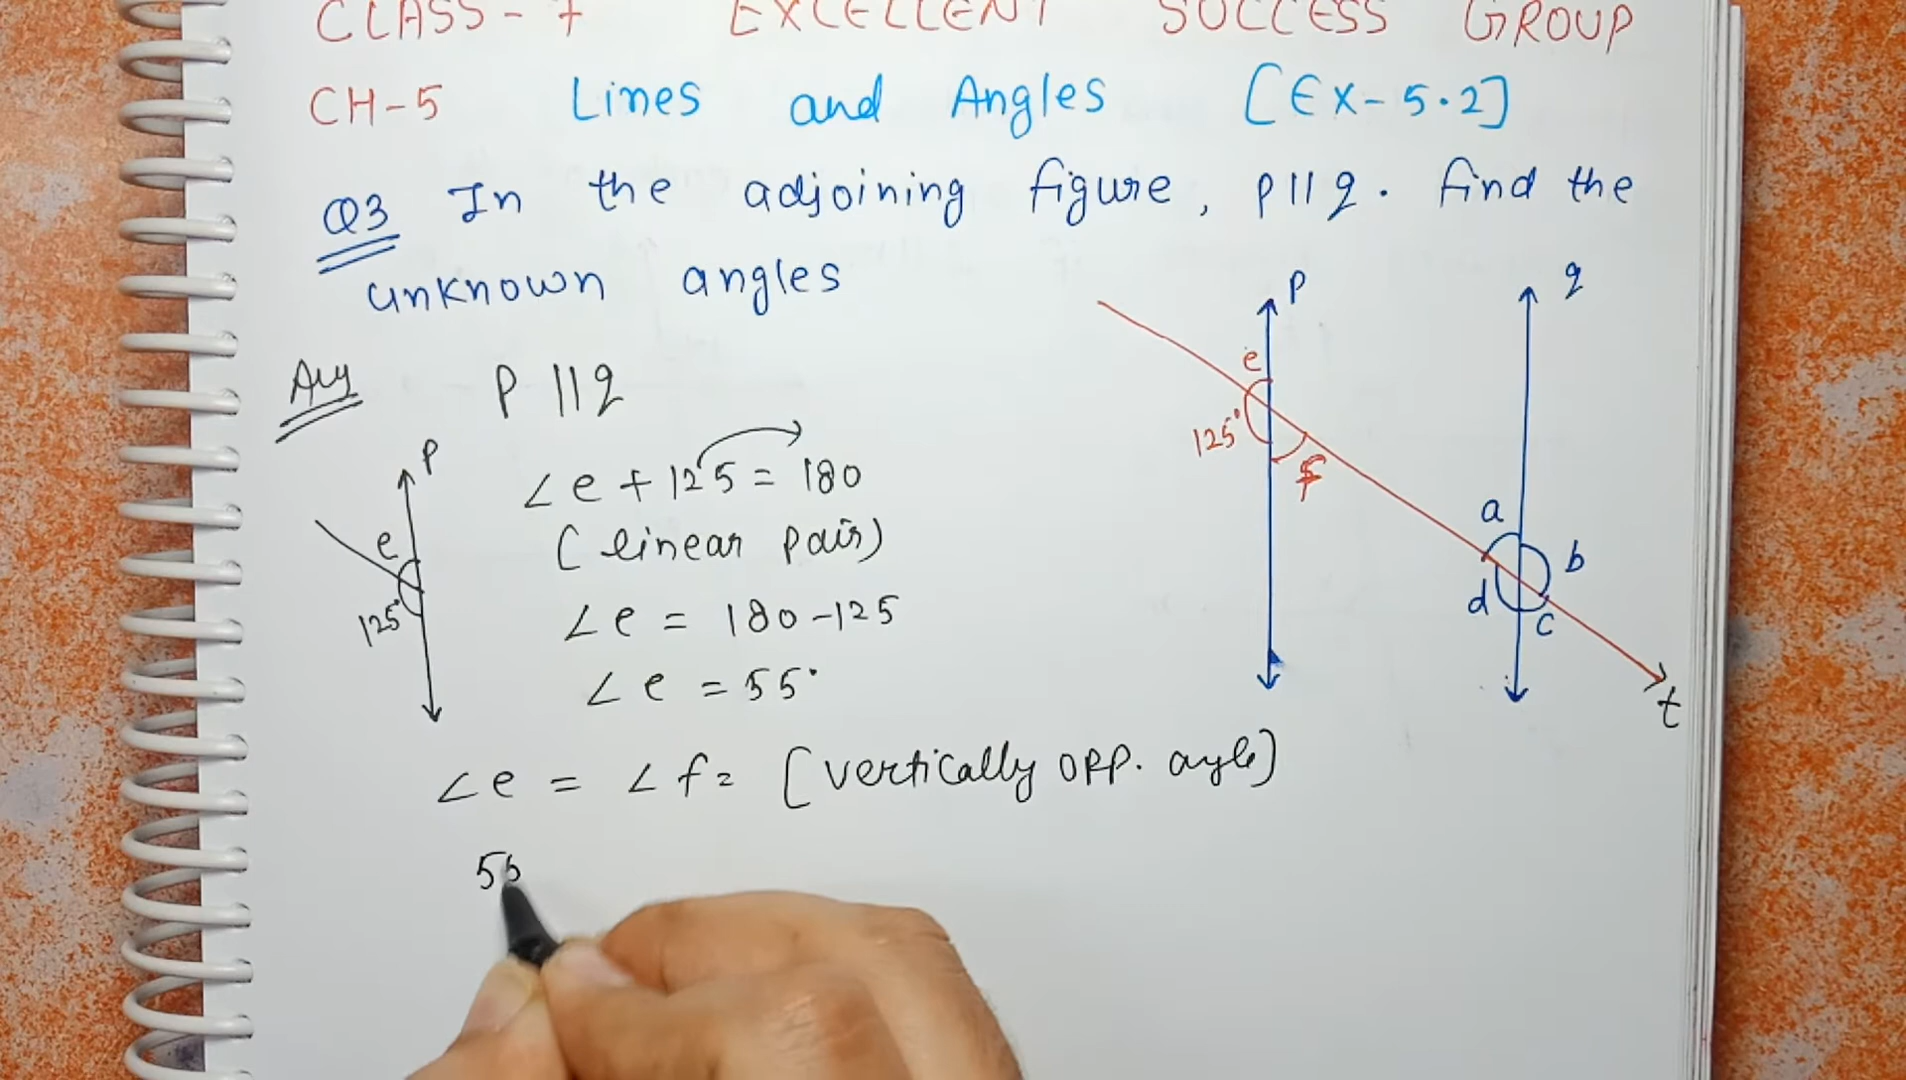 CLASS-7 EXCELLENT SUCCESS GROUP
CH-5 Lines and Angles [EX-5.2]
Q3 In the adjoining figure, p||q. find the
unknown angles
Ans P||q
∠e+125=180
(linear pair)
∠e = 180-125
∠e = 55°
∠e = ∠f= [vertically opp. angle]
55
p
e
125°
p
q
e
125°
f
a
b
d
c
t